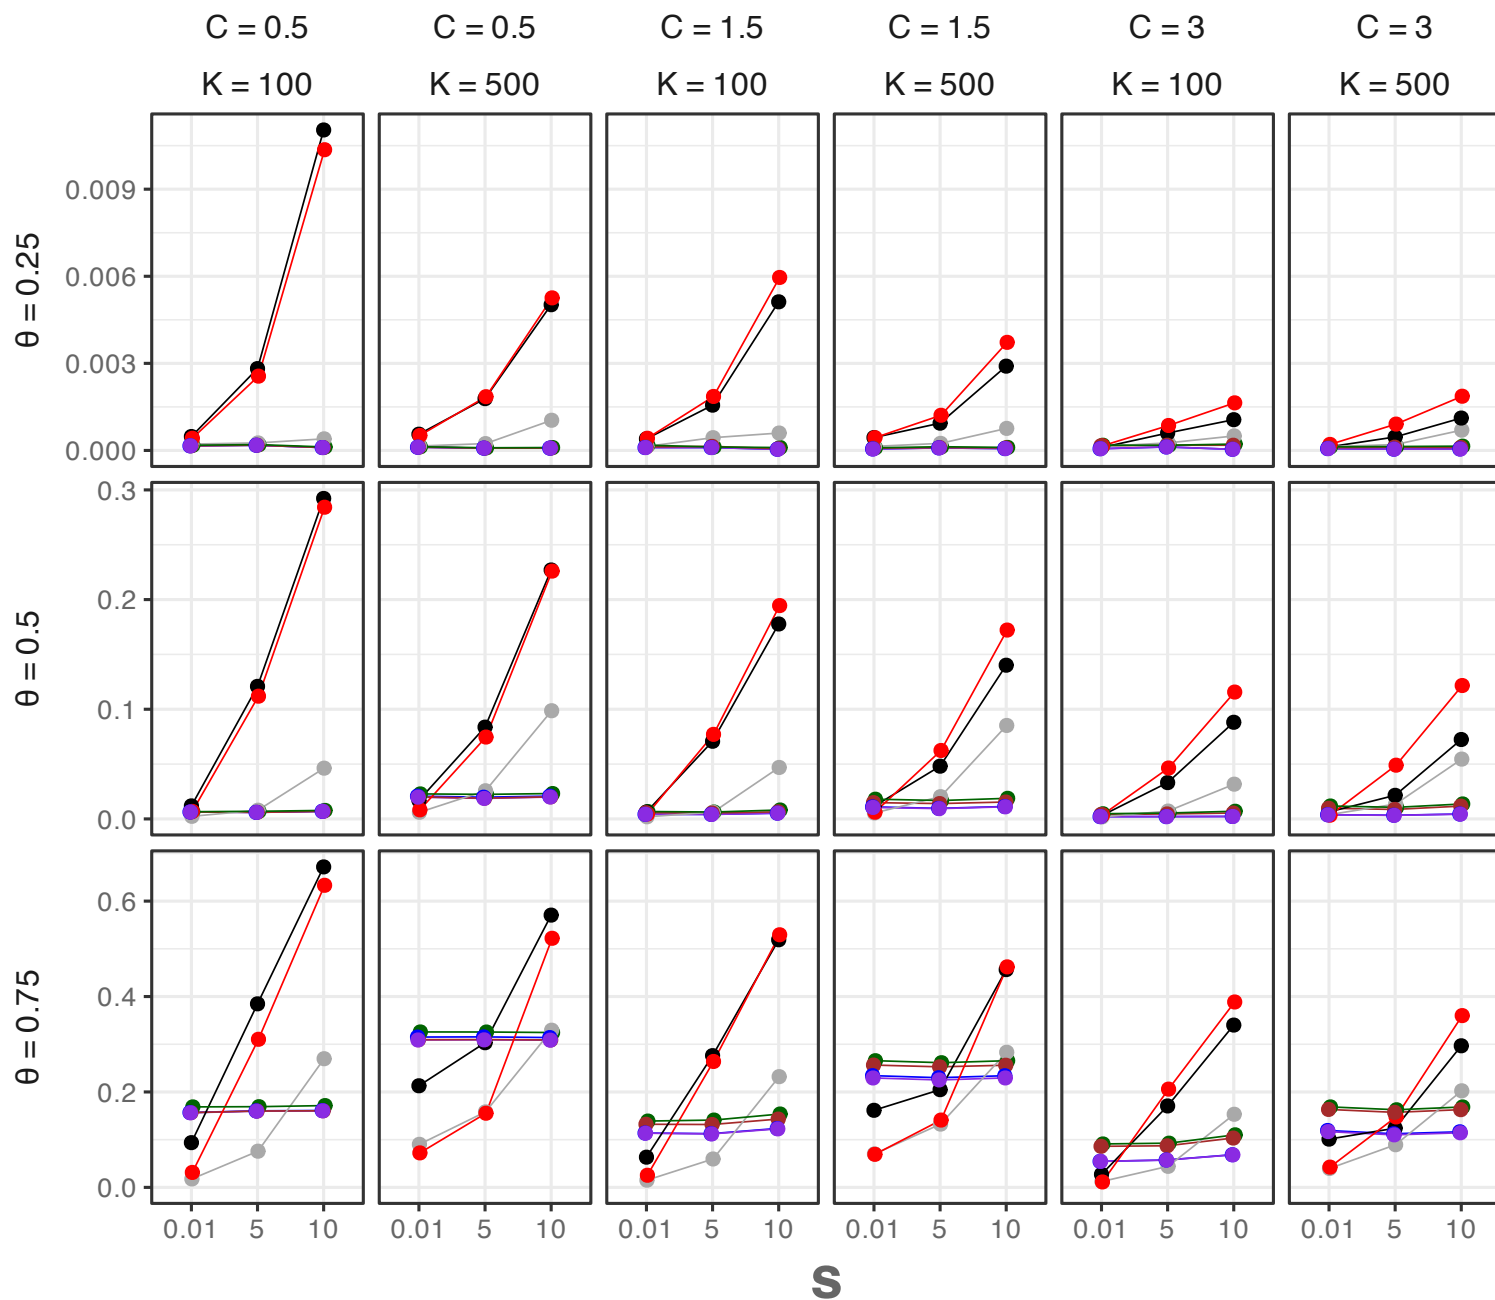 C = 0.5 C = 0.5 C = 1.5 C = 1.5 C = 3 C = 3
K = 100 K = 500 K = 100 K = 500 K = 100 K = 500
θ = 0.25
0.009
0.006
0.003
0.000
θ = 0.5
0.3
0.2
0.1
0.0
θ = 0.75
0.6
0.4
0.2
0.0
0.01 5 10 0.01 5 10 0.01 5 10 0.01 5 10 0.01 5 10 0.01 5 10
s